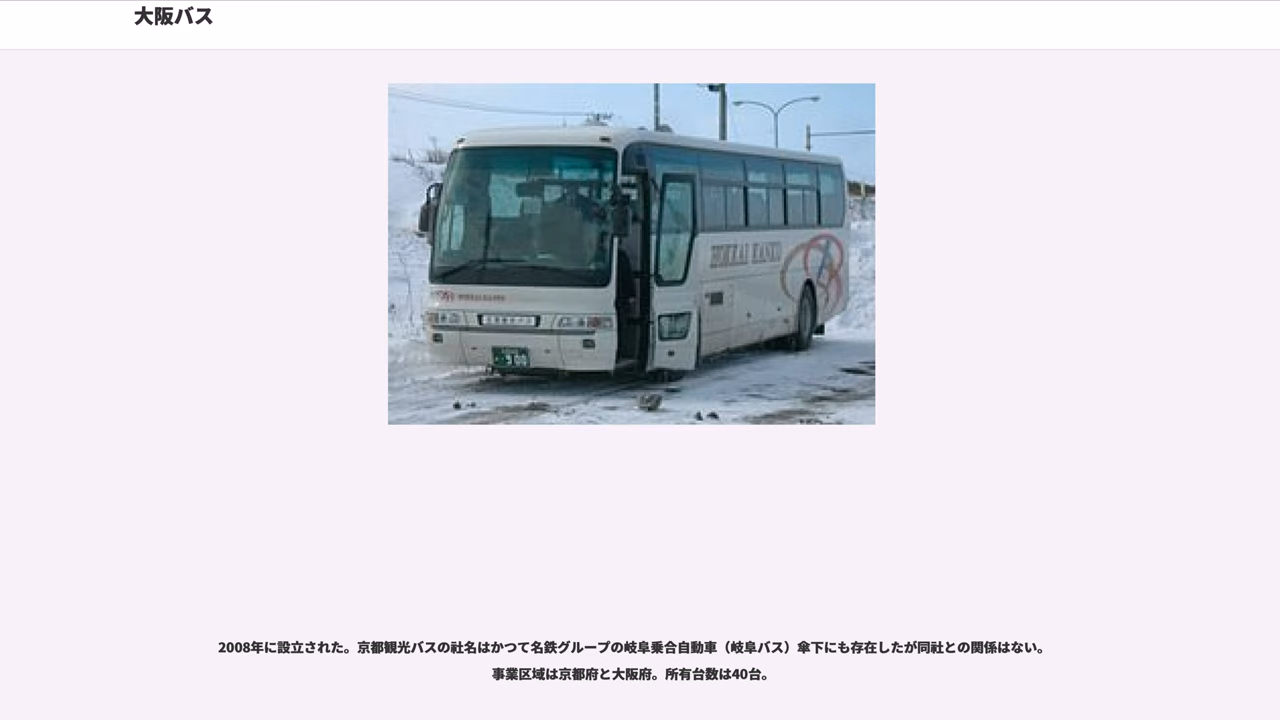 大阪バス
HOKKAI KANKO
2008年に設立された。京都観光バスの社名はかつて名鉄グループの岐阜乗合自動車（岐阜バス）傘下にも存在したが同社との関係はない。
事業区域は京都府と大阪府。所有台数は40台。